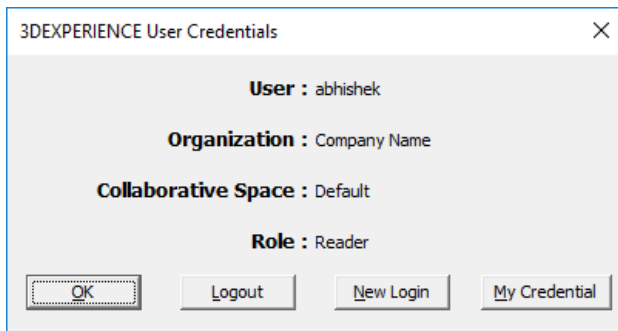 3DEXPERIENCE User Credentials
User : abhishek
Organization : Company Name
Collaborative Space : Default
Role : Reader
OK Logout New Login My Credential